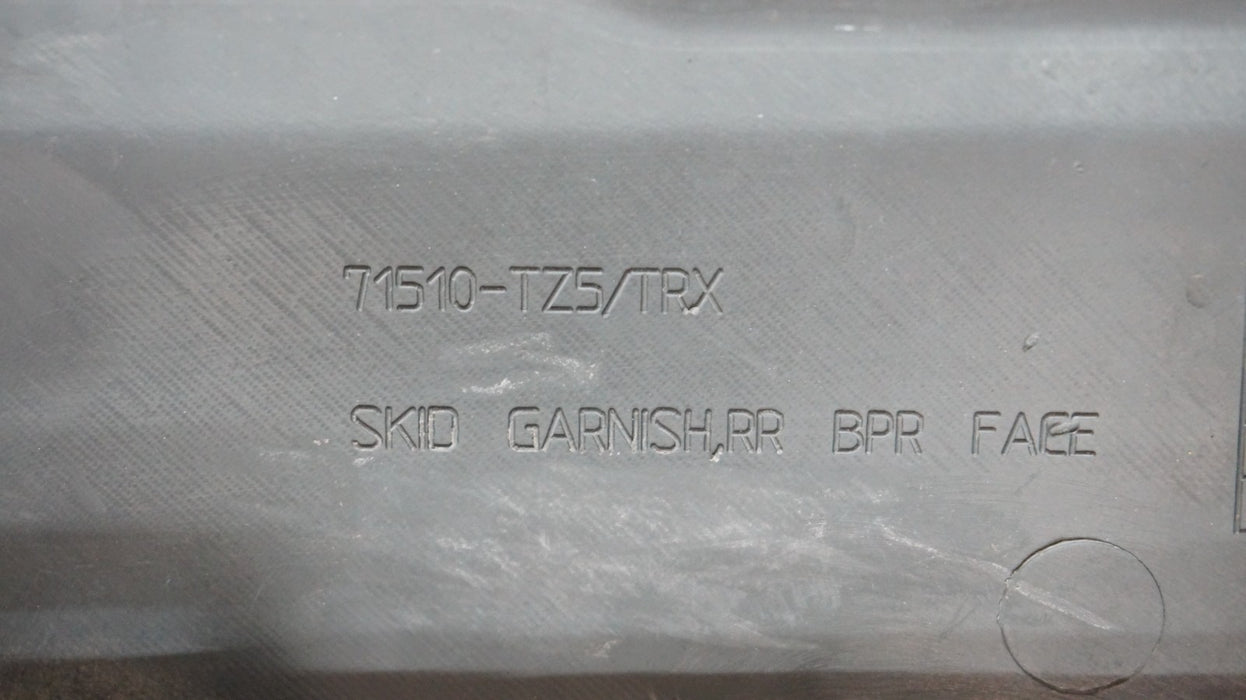 71510-TZ5/TRX
SKID GARNISH,RR BPR FACE